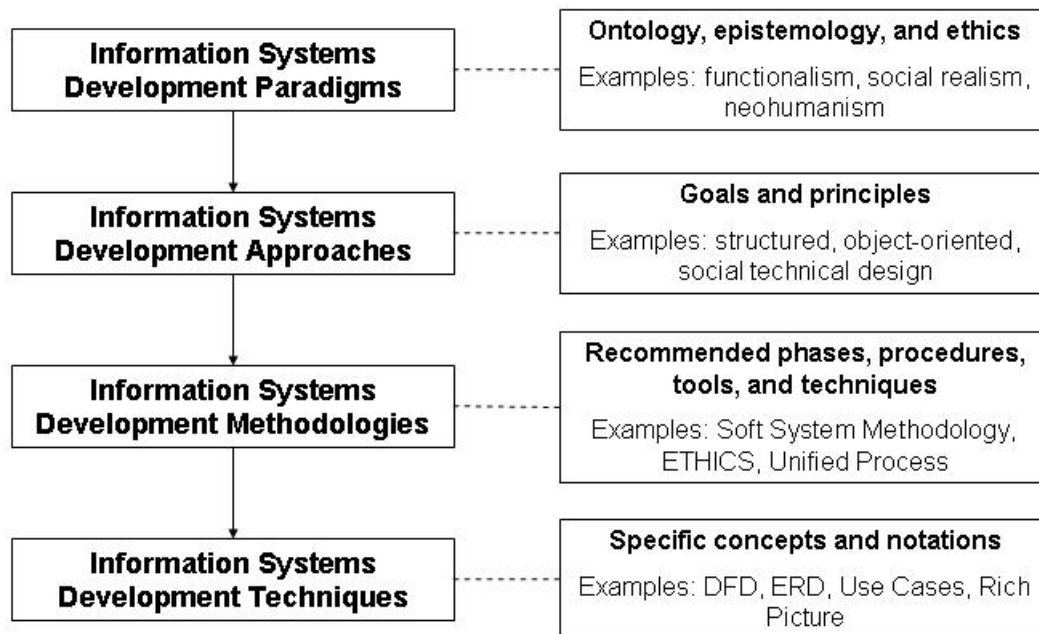 Information Systems
Development Paradigms
Ontology, epistemology, and ethics
Examples: functionalism, social realism,
neohumanism
Information Systems
Development Approaches
Goals and principles
Examples: structured, object-oriented,
social technical design
Information Systems
Development Methodologies
Recommended phases, procedures,
tools, and techniques
Examples: Soft System Methodology,
ETHICS, Unified Process
Information Systems
Development Techniques
Specific concepts and notations
Examples: DFD, ERD, Use Cases, Rich
Picture